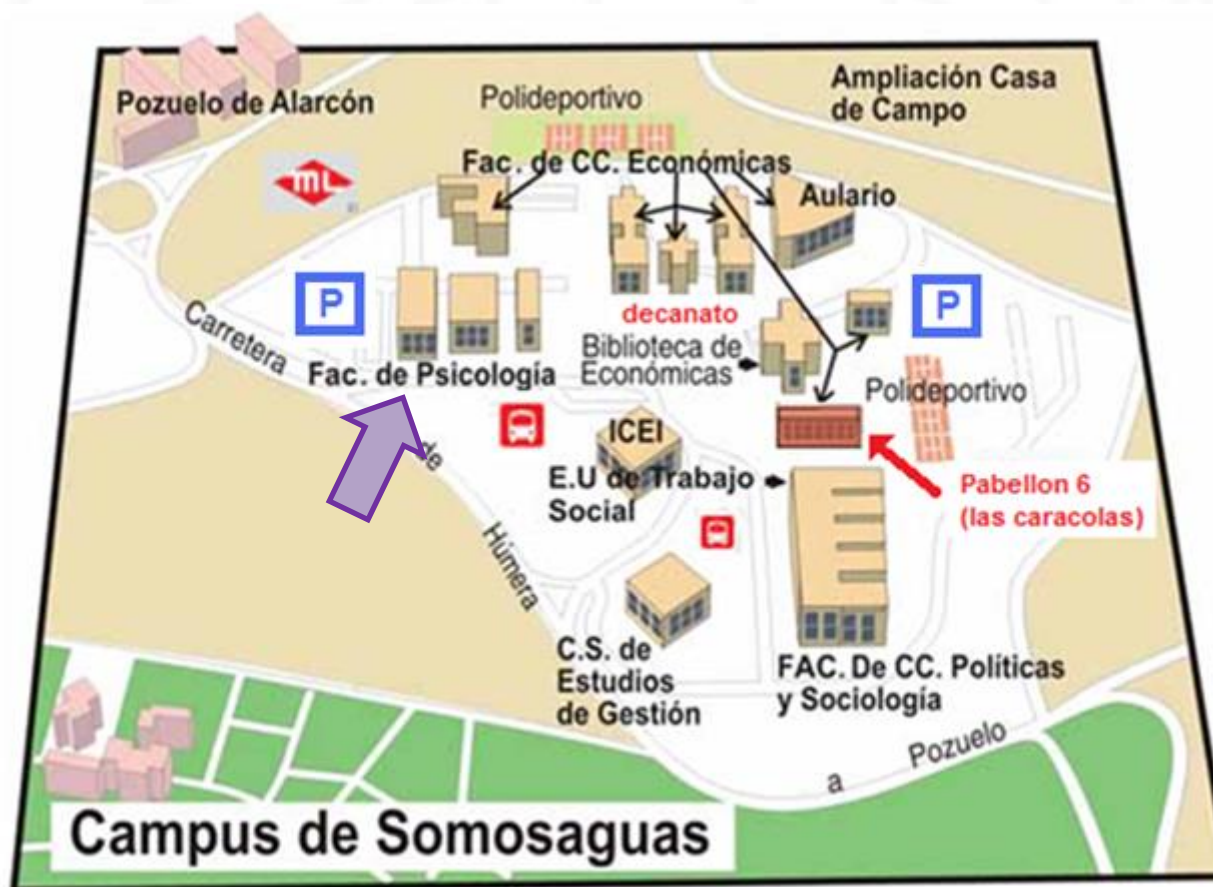 Pozuelo de Alarcón
Polideportivo
Ampliación Casa
de Campo
ML
Fac. de CC. Económicas
Aulario
P
P
Carretera
decanato
Biblioteca de
Económicas
Fac. de Psicología
Polideportivo
de
ICEI
E.U de Trabajo
Social
Pabellon 6
(las caracolas)
Húmera
C.S. de
Estudios
de Gestión
FAC. De CC. Políticas
y Sociología
a
Pozuelo
Campus de Somosaguas